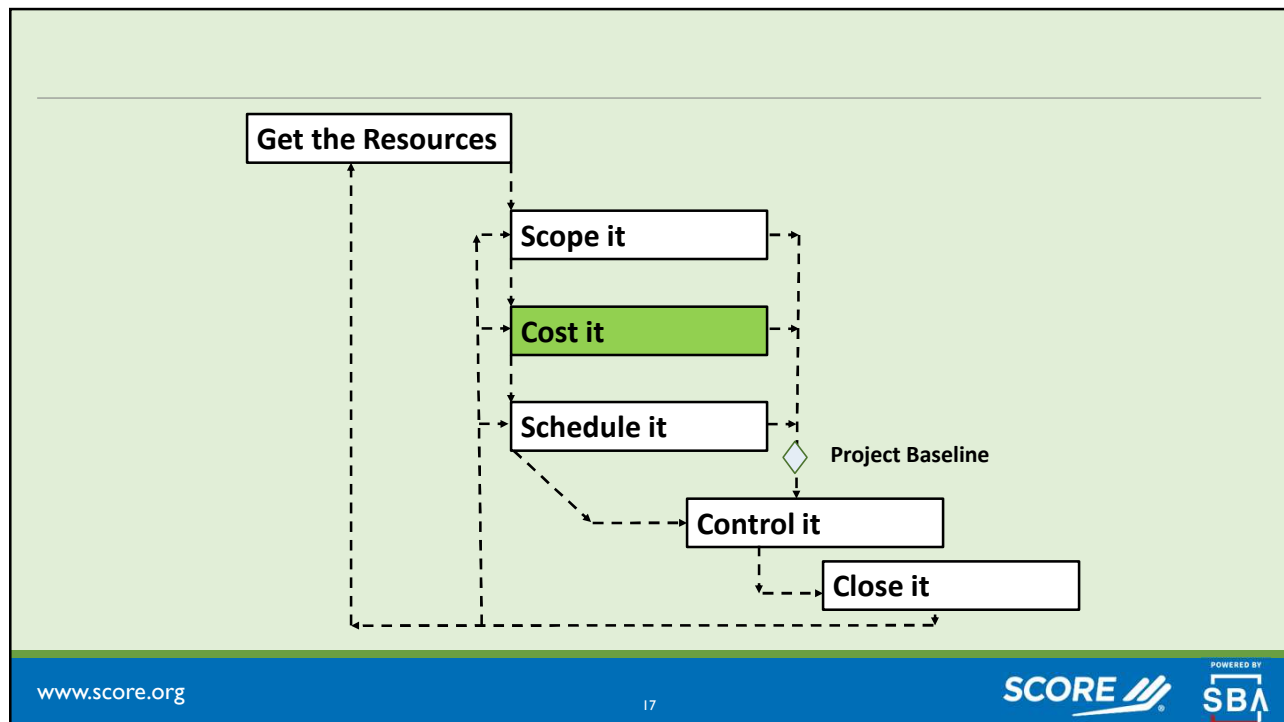 Get the Resources
Scope it
Cost it
Schedule it
Project Baseline
Control it
Close it
www.score.org
17
SCORE
POWERED BY
SBA